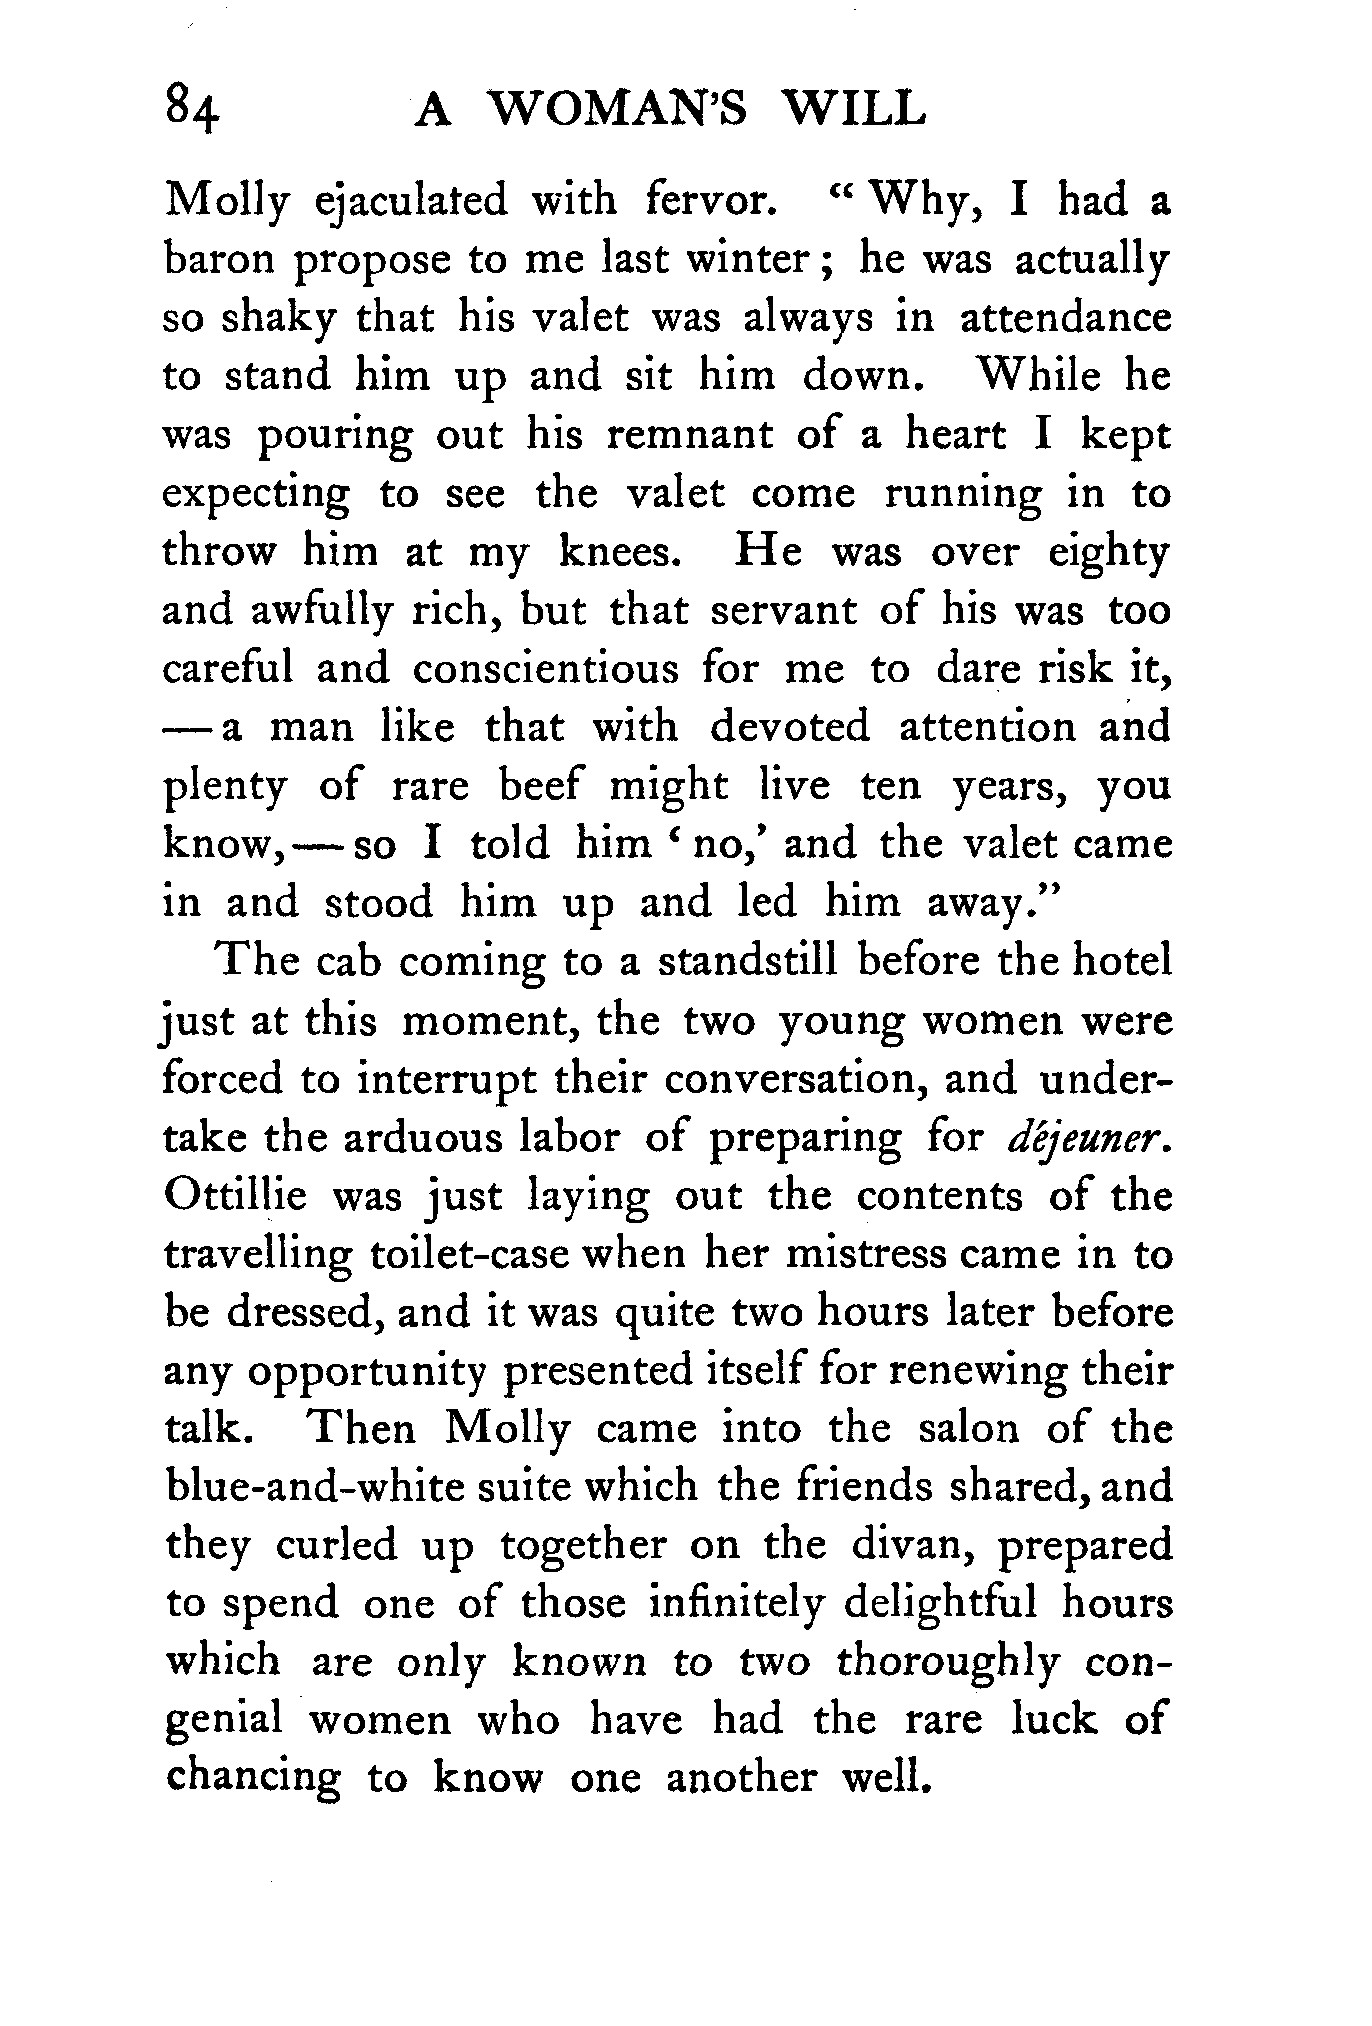 84 A WOMAN'S WILL
Molly ejaculated with fervor. “ Why, I had a
baron propose to me last winter ; he was actually
so shaky that his valet was always in attendance
to stand him up and sit him down. While he
was pouring out his remnant of a heart I kept
expecting to see the valet come running in to
throw him at my knees. He was over eighty
and awfully rich, but that servant of his was too
careful and conscientious for me to dare risk it,
— a man like that with devoted attention and
plenty of rare beef might live ten years, you
know, — so I told him ‘ no,’ and the valet came
in and stood him up and led him away.”
The cab coming to a standstill before the hotel
just at this moment, the two young women were
forced to interrupt their conversation, and under-
take the arduous labor of preparing for déjeuner.
Ottillie was just laying out the contents of the
travelling toilet-case when her mistress came in to
be dressed, and it was quite two hours later before
any opportunity presented itself for renewing their
talk. Then Molly came into the salon of the
blue-and-white suite which the friends shared, and
they curled up together on the divan, prepared
to spend one of those infinitely delightful hours
which are only known to two thoroughly con-
genial women who have had the rare luck of
chancing to know one another well.